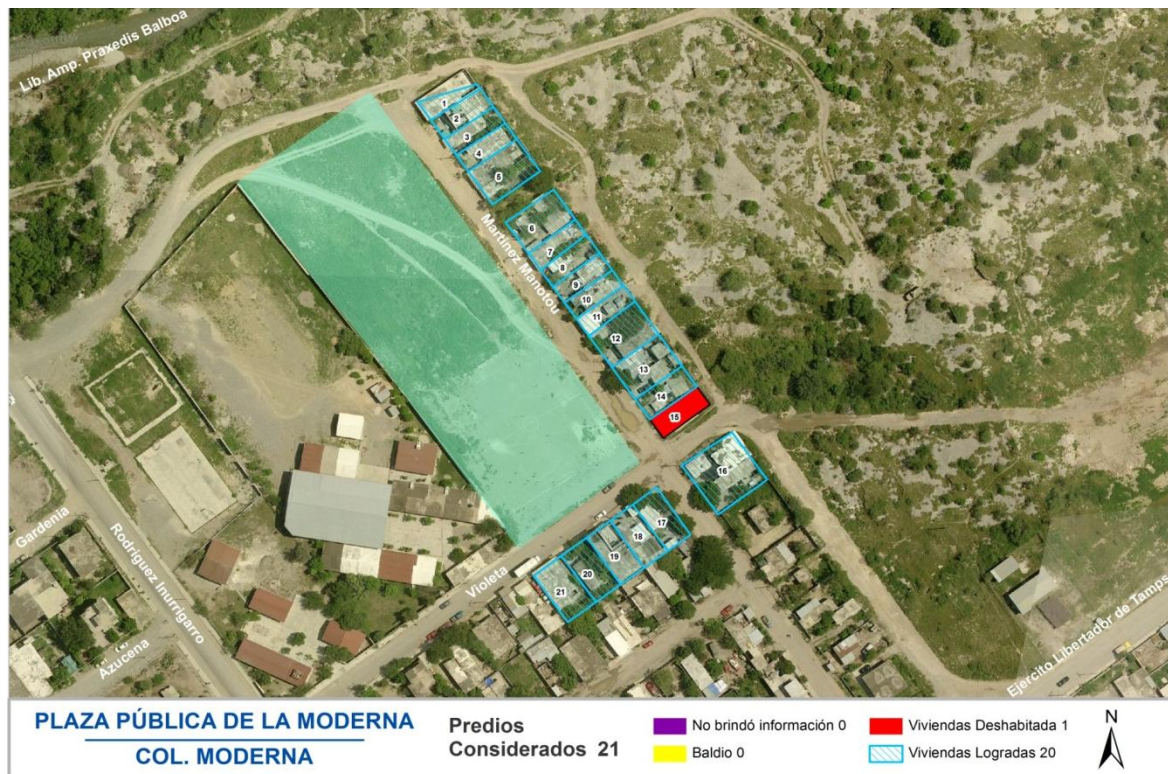 Lib. Amp. Praxedis Balboa
1
2
3
4
5
Martínez Manotou
6
7
8
9
10
11
12
13
14
15
16
17
18
19
20
21
Violeta
Gardenia
Rodriguez Inurrigarro
Azucena
Ejercito Libertador de Tamps
PLAZA PÚBLICA DE LA MODERNA
COL. MODERNA
Predios
Considerados 21
No brindó información 0
Baldio 0
Viviendas Deshabitada 1
Viviendas Logradas 20
N